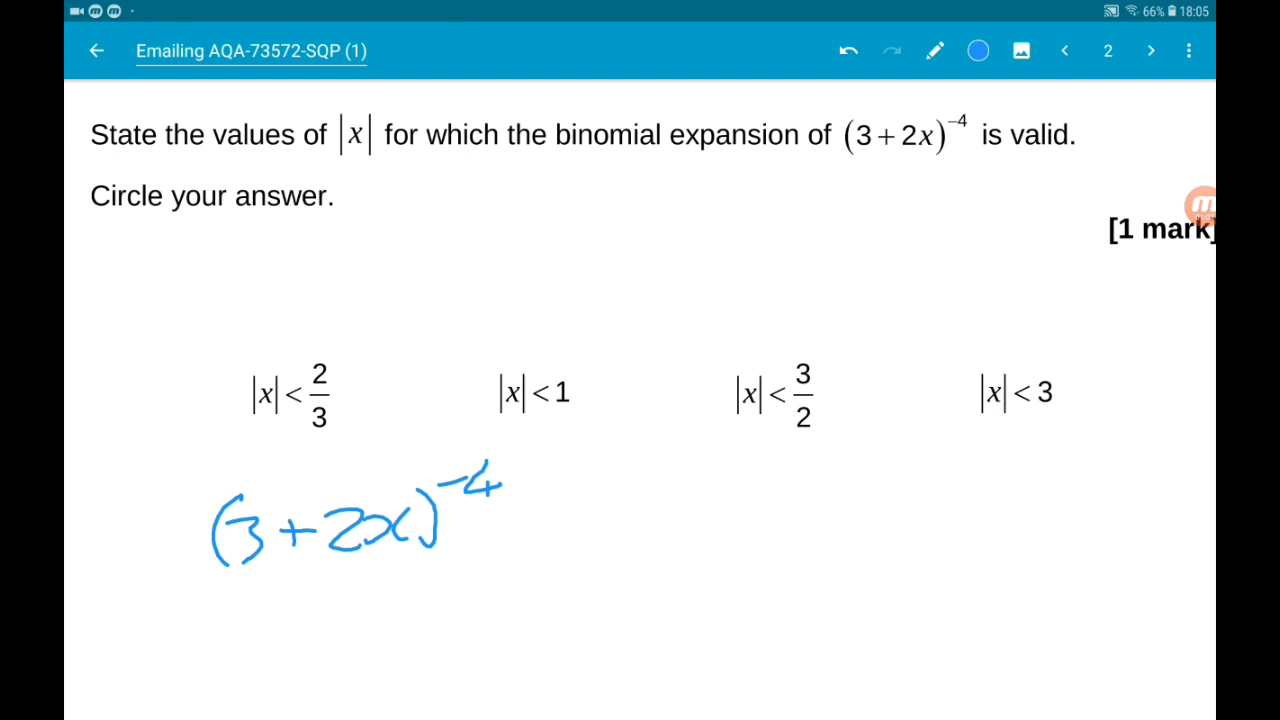 66% 18:05
Emailing AQA-73572-SQP (1)
2
State the values of |x| for which the binomial expansion of (3+2x)⁻⁴ is valid.
Circle your answer.
[1 mark]
|x| < 2/3 |x| < 1 |x| < 3/2 |x| < 3
(3+2x)⁻⁴